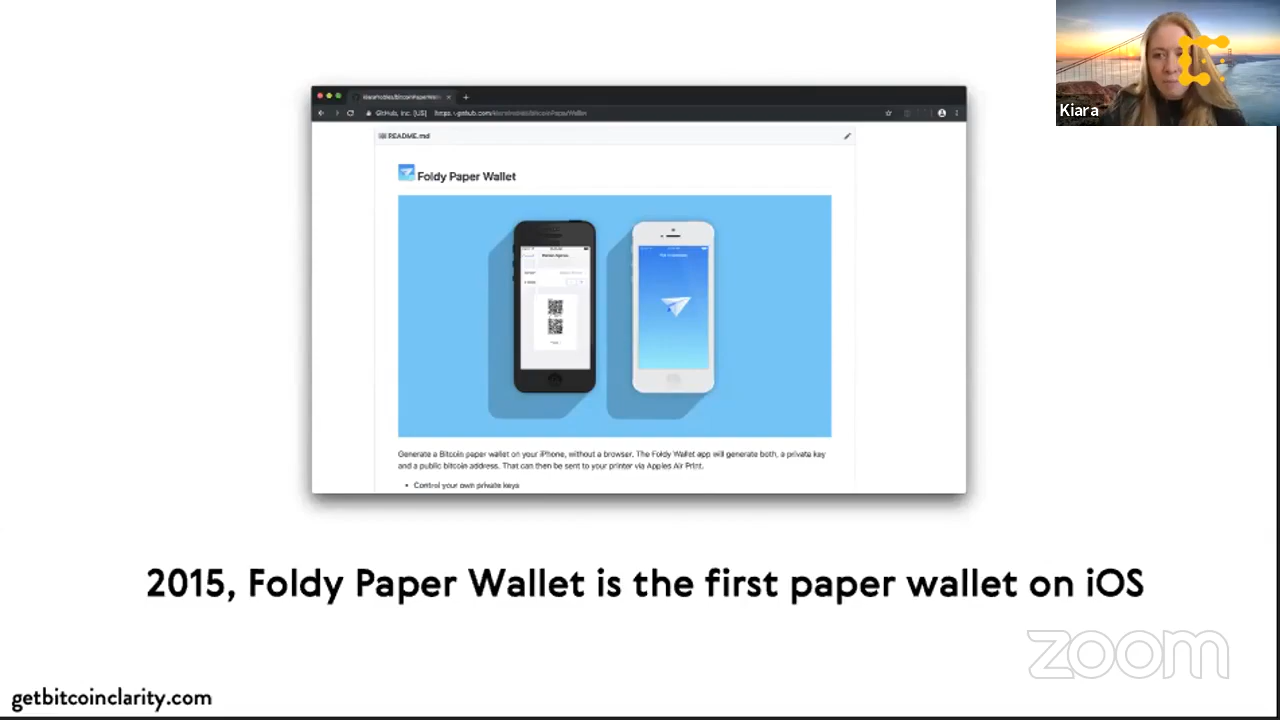 Kiara
README.md
Foldy Paper Wallet
Generate a Bitcoin paper wallet on your iPhone, without a browser. The Foldy Wallet app will generate both, a private key
and a public bitcoin address. That can then be sent to your printer via Apples Air Print.
• Control your own private keys
2015, Foldy Paper Wallet is the first paper wallet on iOS
zoom
getbitcoinclarity.com